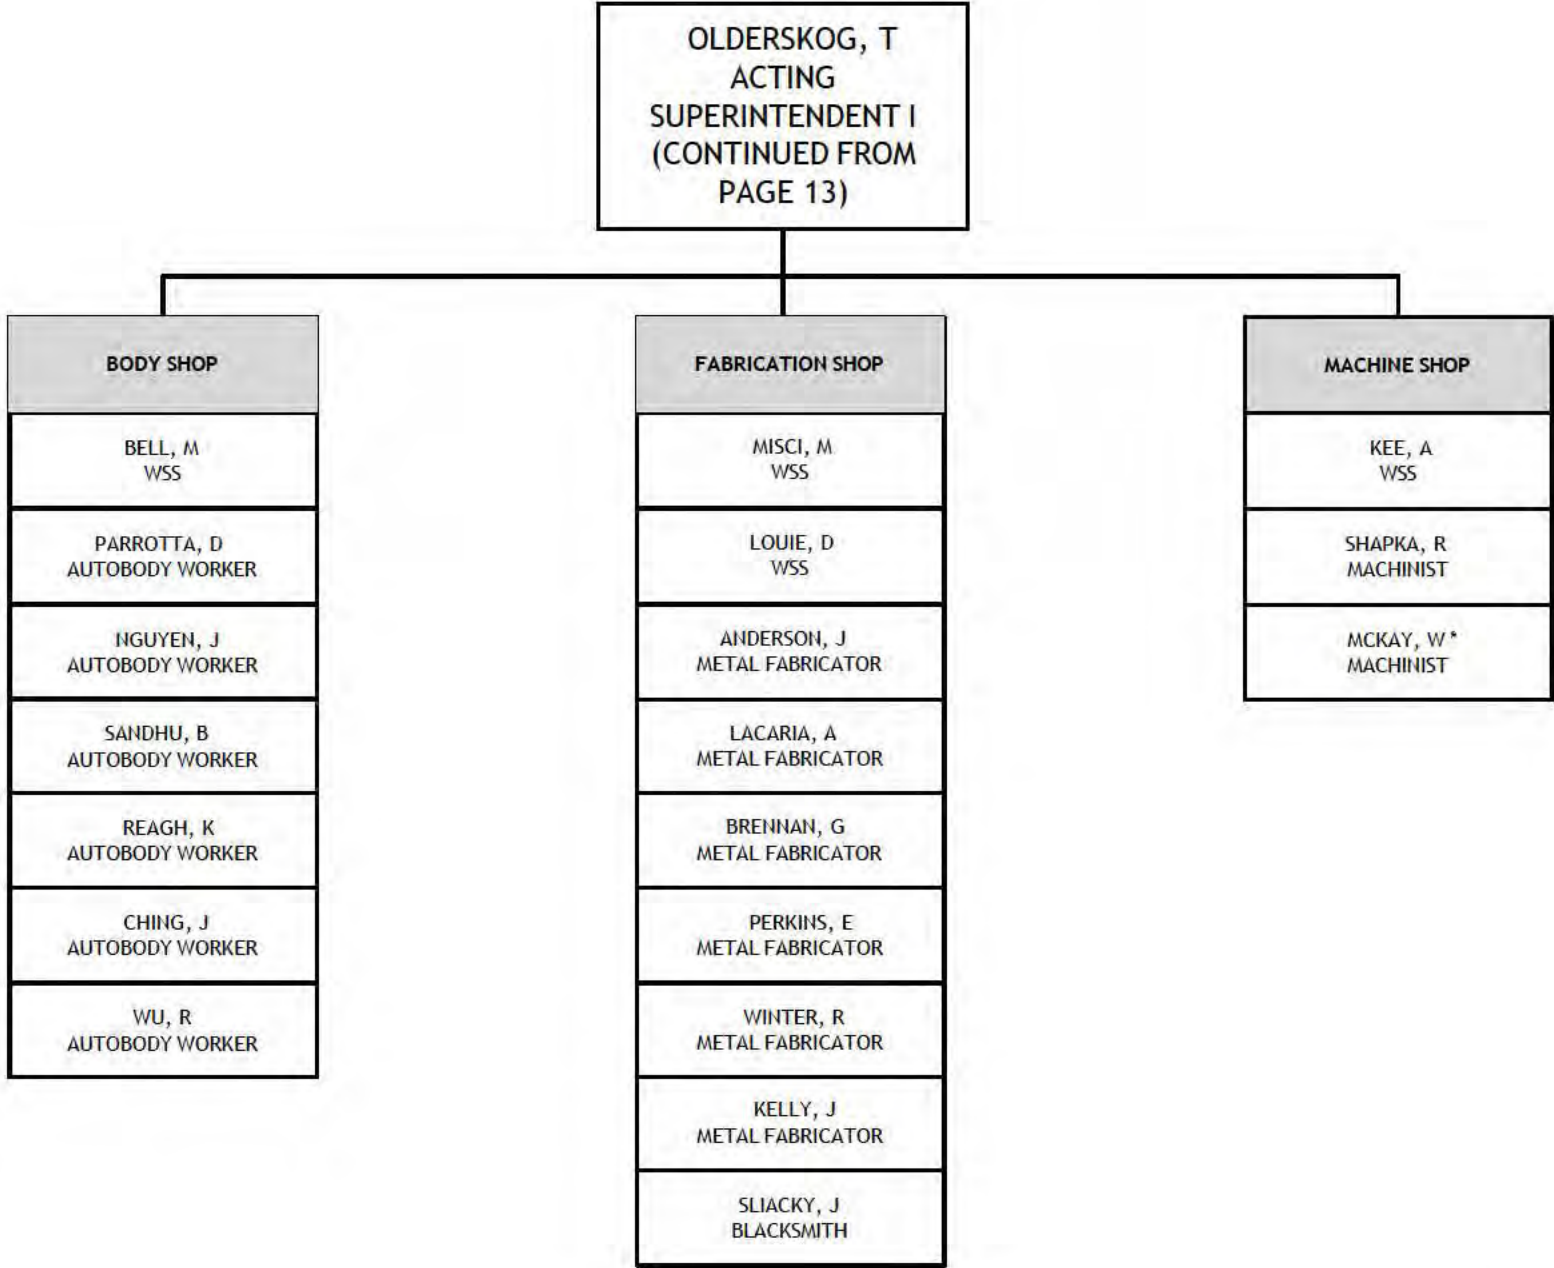 OLDERSKOG, T
ACTING
SUPERINTENDENT I
(CONTINUED FROM
PAGE 13)
BODY SHOP
BELL, M
WSS
PARROTTA, D
AUTOBODY WORKER
NGUYEN, J
AUTOBODY WORKER
SANDHU, B
AUTOBODY WORKER
REAGH, K
AUTOBODY WORKER
CHING, J
AUTOBODY WORKER
WU, R
AUTOBODY WORKER
FABRICATION SHOP
MISCI, M
WSS
LOUIE, D
WSS
ANDERSON, J
METAL FABRICATOR
LACARIA, A
METAL FABRICATOR
BRENNAN, G
METAL FABRICATOR
PERKINS, E
METAL FABRICATOR
WINTER, R
METAL FABRICATOR
KELLY, J
METAL FABRICATOR
SLIACKY, J
BLACKSMITH
MACHINE SHOP
KEE, A
WSS
SHAPKA, R
MACHINIST
MCKAY, W *
MACHINIST